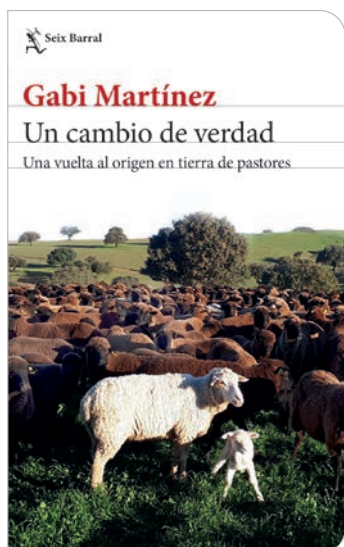 Seix Barral
Gabi Martínez
Un cambio de verdad
Una vuelta al origen en tierra de pastores